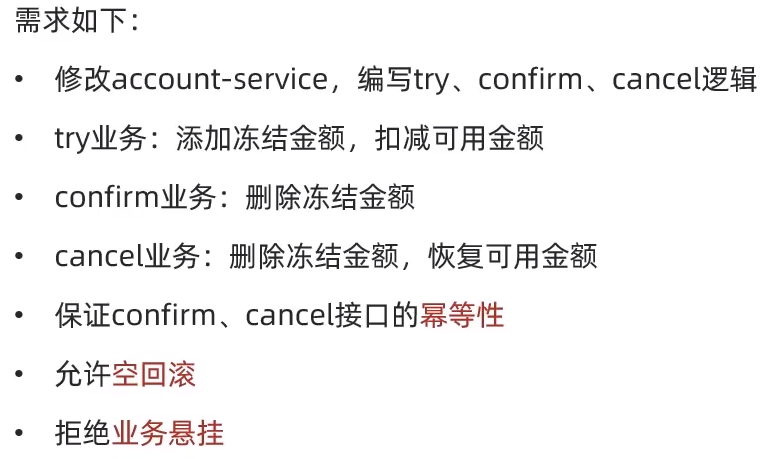 需求如下：
• 修改account-service，编写try、confirm、cancel逻辑
• try业务：添加冻结金额，扣减可用金额
• confirm业务：删除冻结金额
• cancel业务：删除冻结金额，恢复可用金额
• 保证confirm、cancel接口的幂等性
• 允许空回滚
• 拒绝业务悬挂